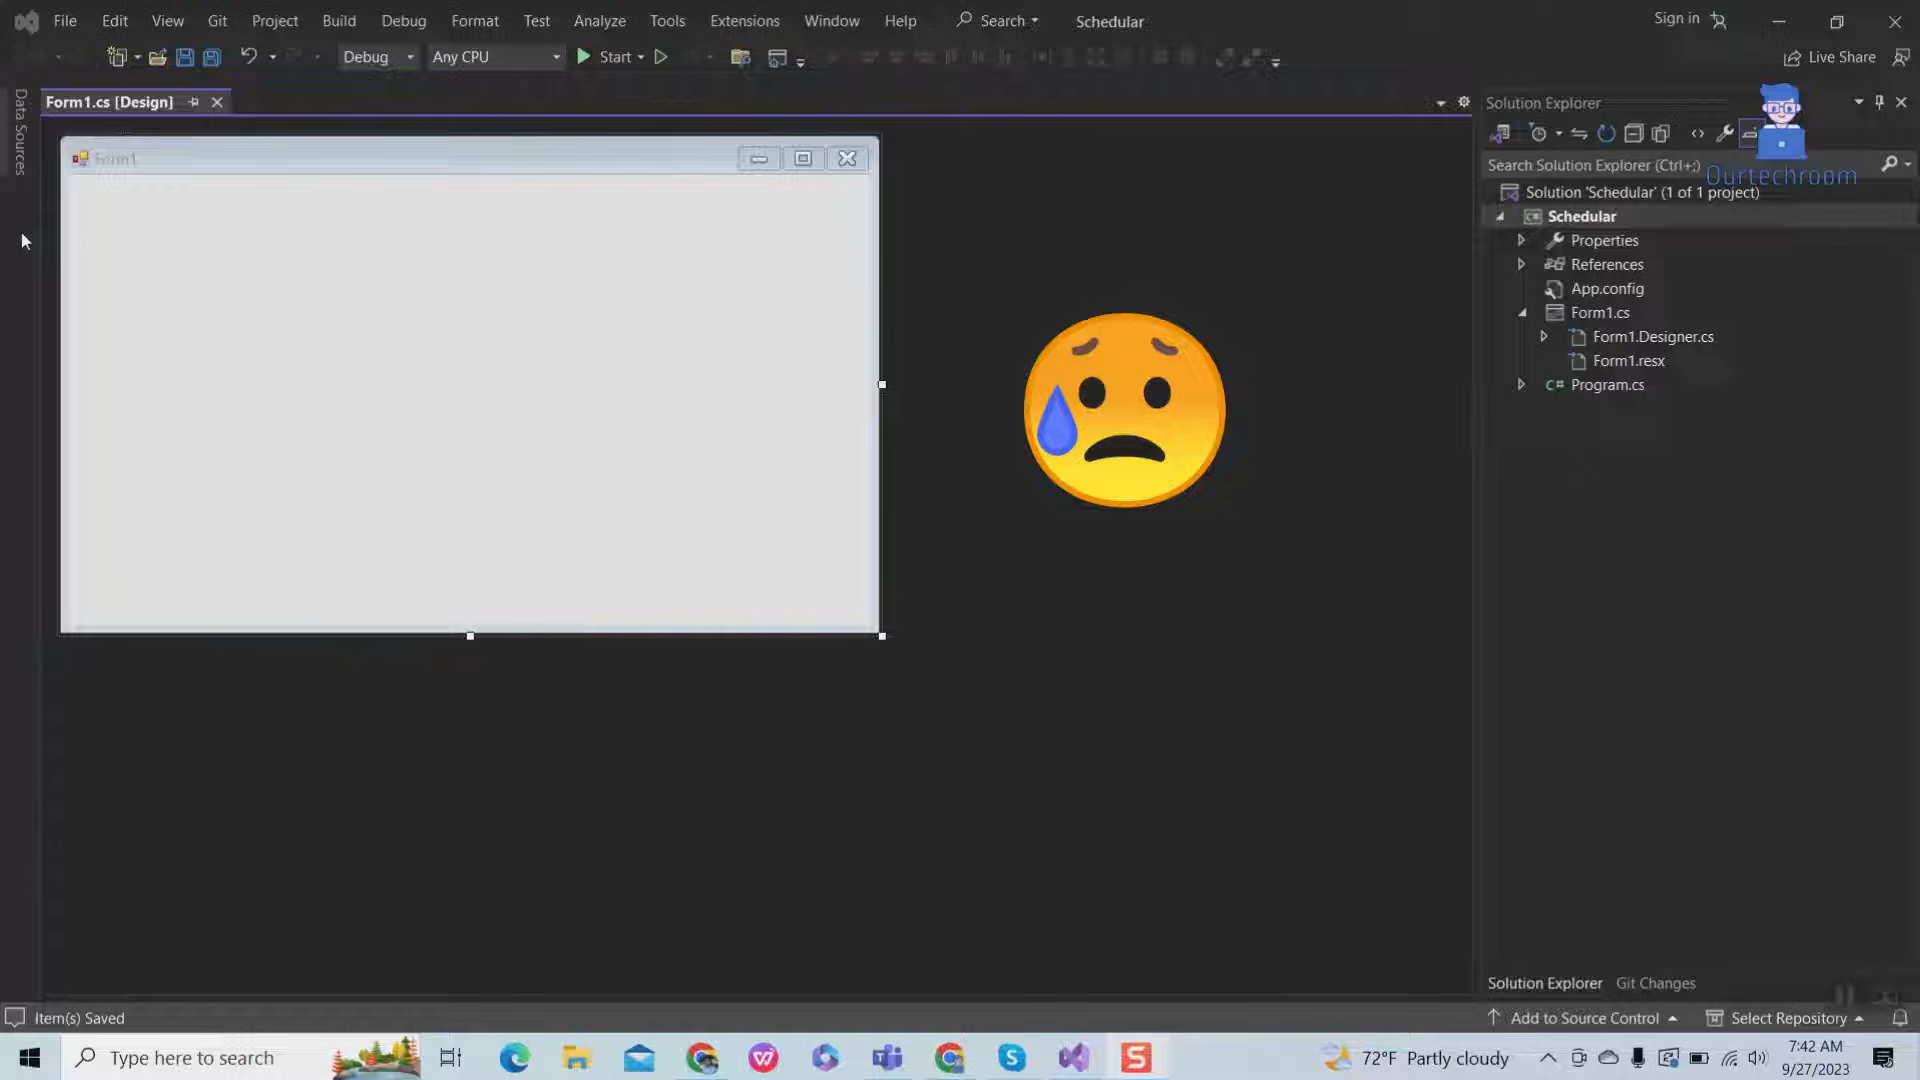 File Edit View Git Project Build Debug Format Test Analyze Tools Extensions Window Help Search Schedular Sign in
Debug Any CPU Start Live Share
Data Sources
Form1.cs [Design]
Form1
Solution Explorer
Search Solution Explorer (Ctrl+;)
Ourtechroom
Solution 'Schedular' (1 of 1 project)
Schedular
Properties
References
App.config
Form1.cs
Form1.Designer.cs
Form1.resx
C# Program.cs
Solution Explorer Git Changes
Item(s) Saved Add to Source Control Select Repository
Type here to search 72°F Partly cloudy 7:42 AM
9/27/2023